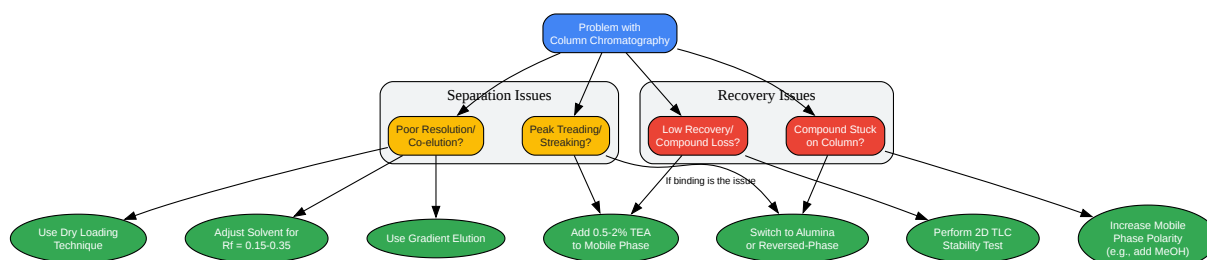 Problem with
Column Chromatography
Separation Issues
Recovery Issues
Poor Resolution/
Co-elution?
Peak Treading/
Streaking?
Low Recovery/
Compound Loss?
Compound Stuck
on Column?
If binding is the issue
Use Dry Loading
Technique
Adjust Solvent for
Rf = 0.15-0.35
Use Gradient Elution
Add 0.5-2% TEA
to Mobile Phase
Switch to Alumina
or Reversed-Phase
Perform 2D TLC
Stability Test
Increase Mobile
Phase Polarity
(e.g., add MeOH)